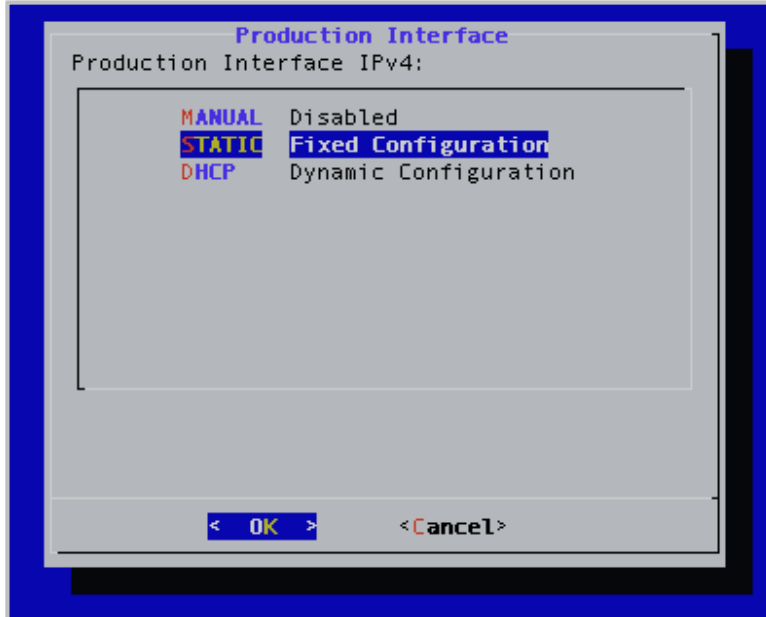 Production Interface
Production Interface IPv4:
MANUAL Disabled
STATIC Fixed Configuration
DHCP Dynamic Configuration
< OK > <Cancel>